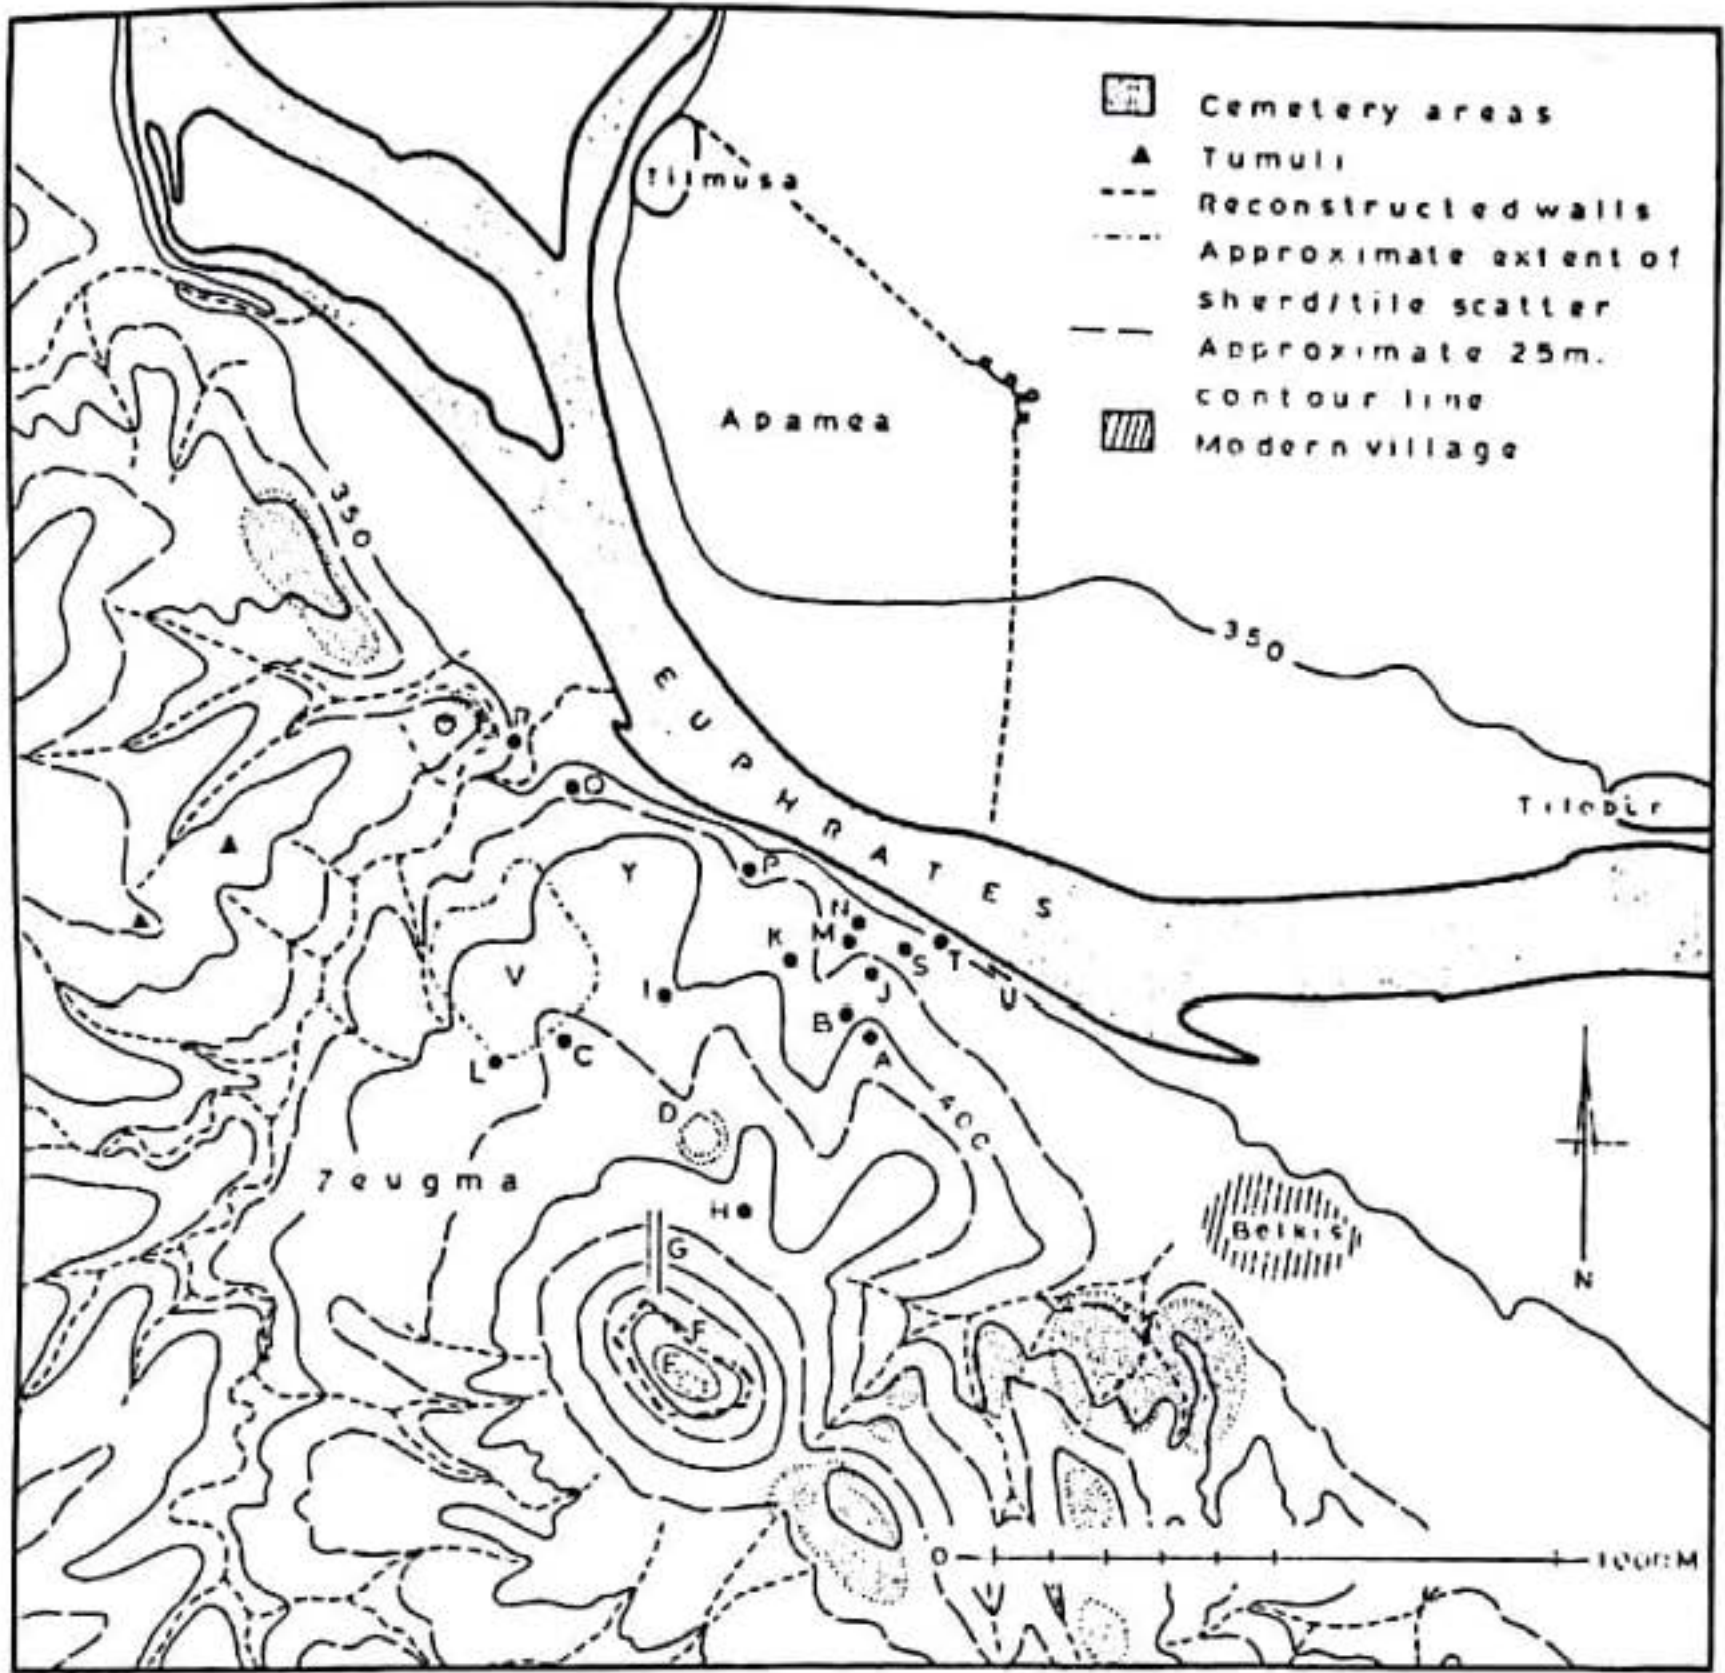 Cemetery areas
Tumuli
Reconstructed walls
Approximate extent of
sherd/tile scatter
Approximate 25m.
contour line
Modern village
Tilmusa
Apamea
350
350
EUPHRATES
R
O
P
Y
N
M
K
S
T
V
I
J
U
B
L
C
A
D
400
Zeugma
H
G
Belkis
F
E
N
0